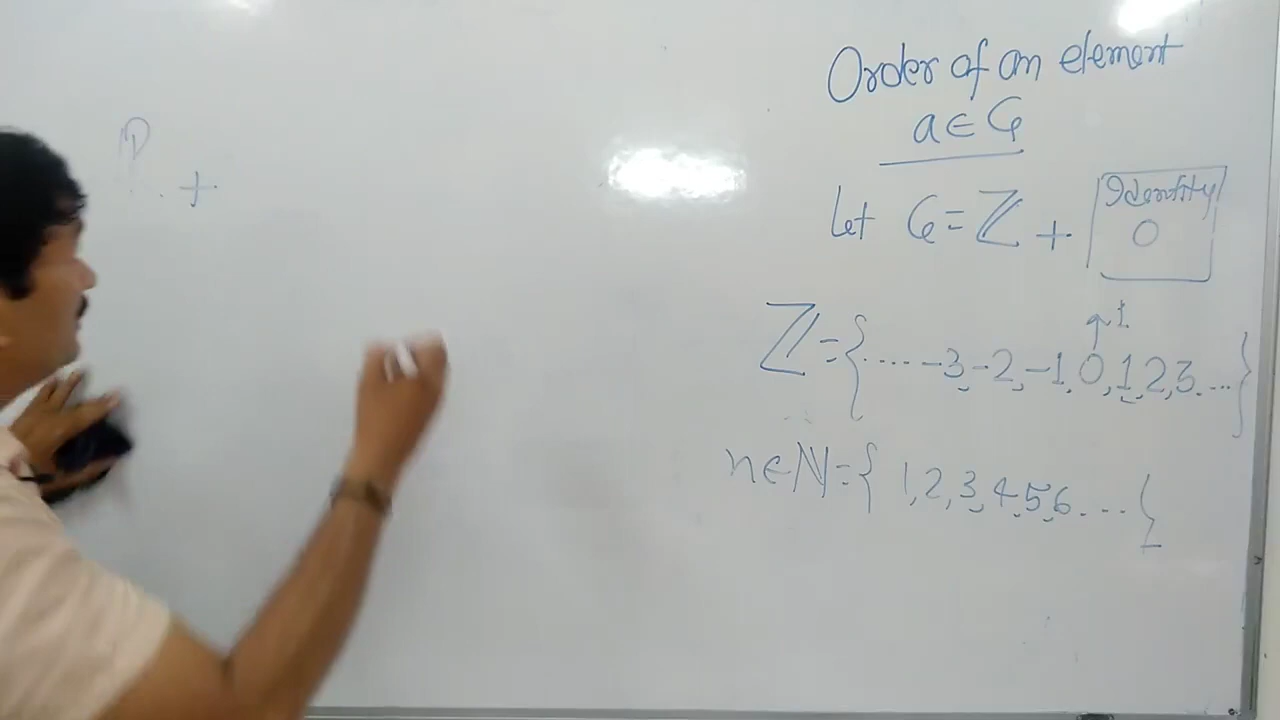 Order of an element
a ∈ G
Let G = ℤ +
Identity
0
1
ℤ = { .... -3, -2, -1, 0, 1, 2, 3, ... }
n ∈ ℕ = { 1, 2, 3, 4, 5, 6, .... }
+